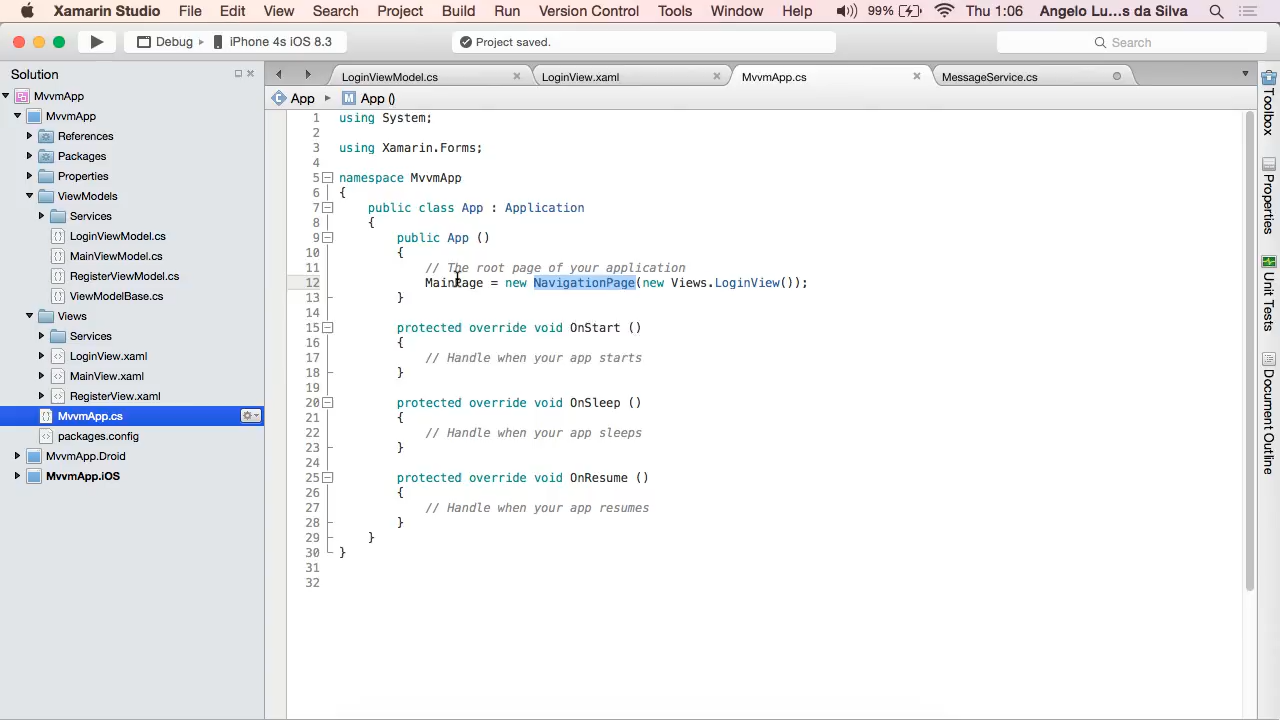 Xamarin Studio File Edit View Search Project Build Run Version Control Tools Window Help 99% Thu 1:06 Angelo Lu...s da Silva
Debug iPhone 4s iOS 8.3 Project saved. Search
Solution
MvvmApp
MvvmApp
References
Packages
Properties
ViewModels
Services
LoginViewModel.cs
MainViewModel.cs
RegisterViewModel.cs
ViewModelBase.cs
Views
Services
LoginView.xaml
MainView.xaml
RegisterView.xaml
MvvmApp.cs
packages.config
MvvmApp.Droid
MvvmApp.iOS
LoginViewModel.cs LoginView.xaml MvvmApp.cs MessageService.cs
App App ()
1 using System;
2
3 using Xamarin.Forms;
4
5 namespace MvvmApp
6 {
7 public class App : Application
8 {
9 public App ()
10 {
11 // The root page of your application
12 MainPage = new NavigationPage(new Views.LoginView());
13 }
14
15 protected override void OnStart ()
16 {
17 // Handle when your app starts
18 }
19
20 protected override void OnSleep ()
21 {
22 // Handle when your app sleeps
23 }
24
25 protected override void OnResume ()
26 {
27 // Handle when your app resumes
28 }
29 }
30 }
31
32
Toolbox
Properties
Unit Tests
Document Outline